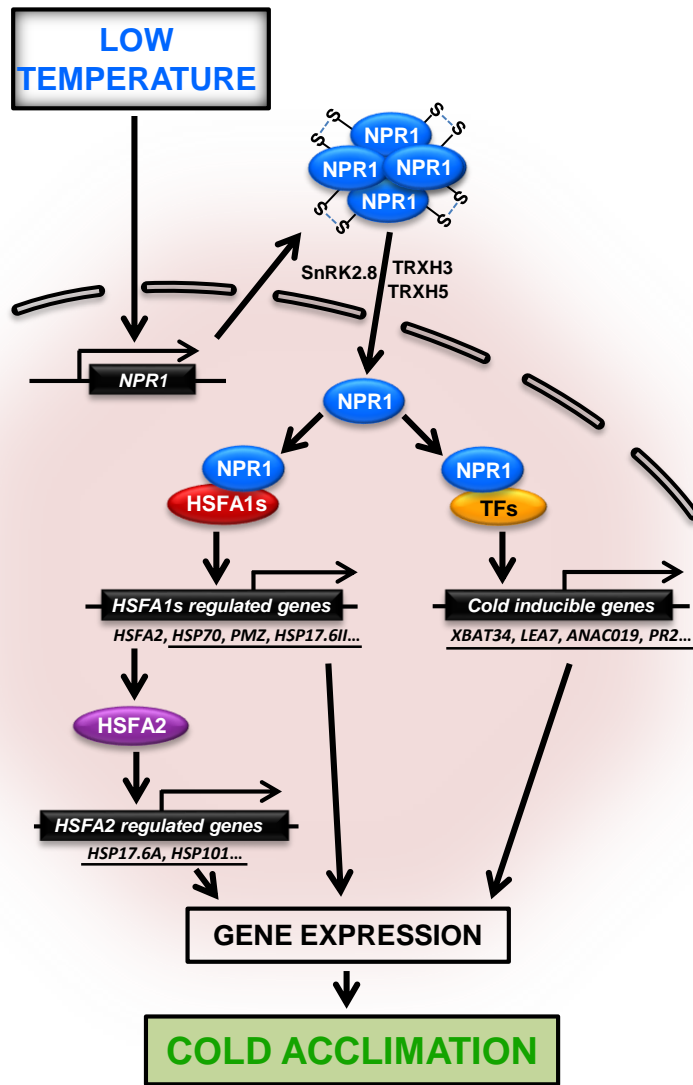 LOW
TEMPERATURE
S S
S NPR1 S
NPR1 NPR1
S NPR1 S
S S
SnRK2.8 TRXH3
TRXH5
NPR1
NPR1
NPR1
NPR1
HSFA1s
TFs
HSFA1s regulated genes
Cold inducible genes
HSFA2, HSP70, PMZ, HSP17.6II...
XBAT34, LEA7, ANAC019, PR2...
HSFA2
HSFA2 regulated genes
HSP17.6A, HSP101...
GENE EXPRESSION
COLD ACCLIMATION